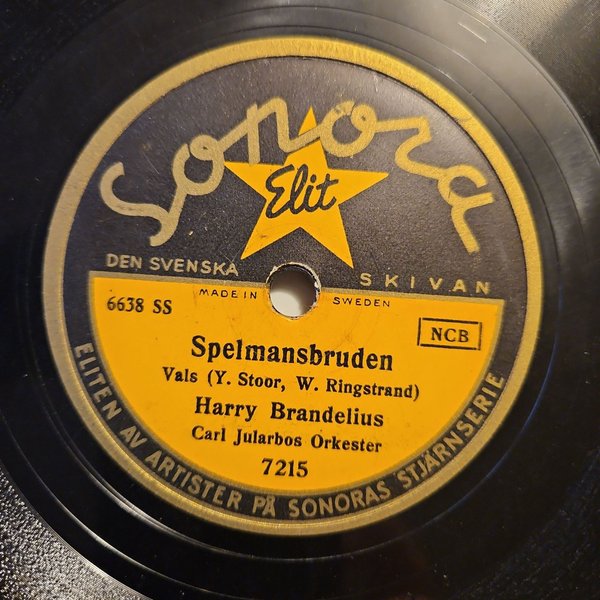 Sonora
Elit
DEN SVENSKA SKIVAN
MADE IN SWEDEN
6638 SS
NCB
Spelmansbruden
Vals (Y. Stoor, W. Ringstrand)
Harry Brandelius
Carl Jularbos Orkester
7215
ELITEN AV ARTISTER PÅ SONORAS STJÄRNSERIE